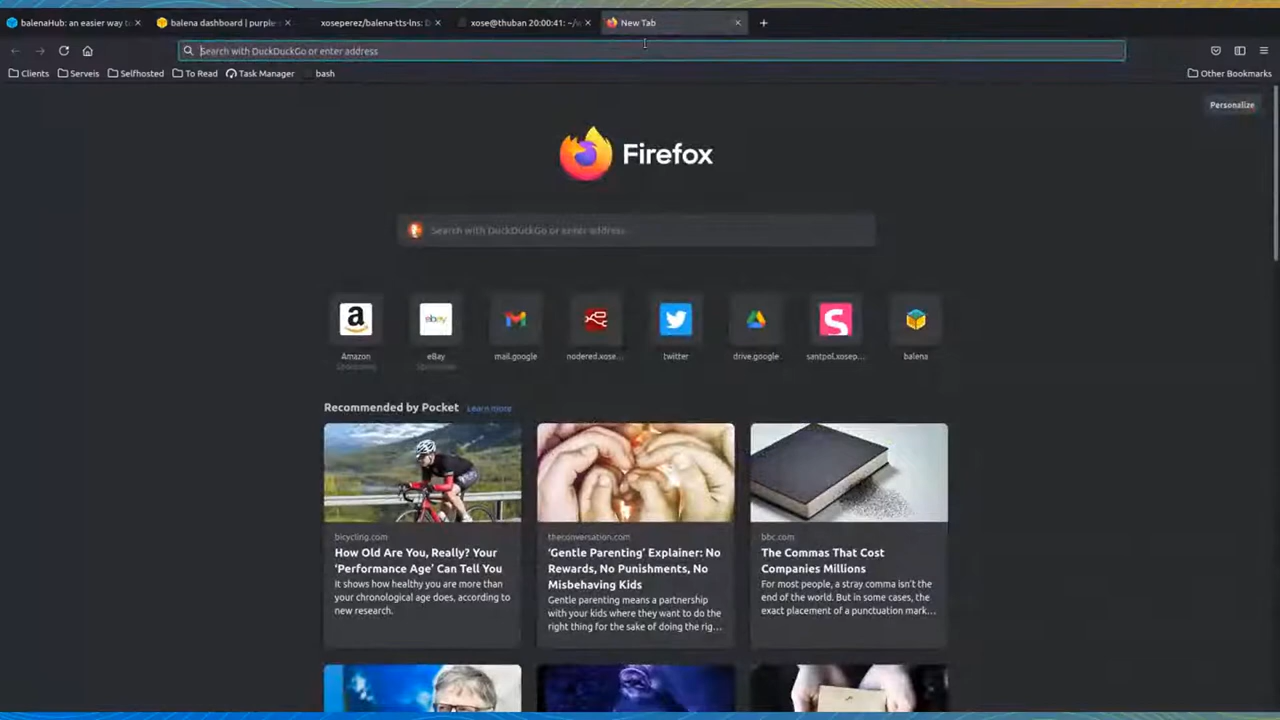 balenaHub: an easier way t
balena dashboard | purple
xoseperez/balena-tts-lns: D
xose@thuban 20:00:41: ~/w
New Tab
Search with DuckDuckGo or enter address
Clients
Serveis
Selfhosted
To Read
Task Manager
bash
Other Bookmarks
Personalize
Firefox
Search with DuckDuckGo or enter address
a
ebay
S
Amazon
eBay
mail.google
nodered.xose...
twitter
drive.google
santpol.xosep...
balena
Sponsored
Sponsored
Recommended by Pocket
Learn more
bicycling.com
How Old Are You, Really? Your
'Performance Age' Can Tell You
It shows how healthy you are more than
your chronological age does, according to
new research.
theconversation.com
'Gentle Parenting' Explainer: No
Rewards, No Punishments, No
Misbehaving Kids
Gentle parenting means a partnership
with your kids where they want to do the
right thing for the sake of doing the rig...
bbc.com
The Commas That Cost
Companies Millions
For most people, a stray comma isn't the
end of the world. But in some cases, the
exact placement of a punctuation mark...